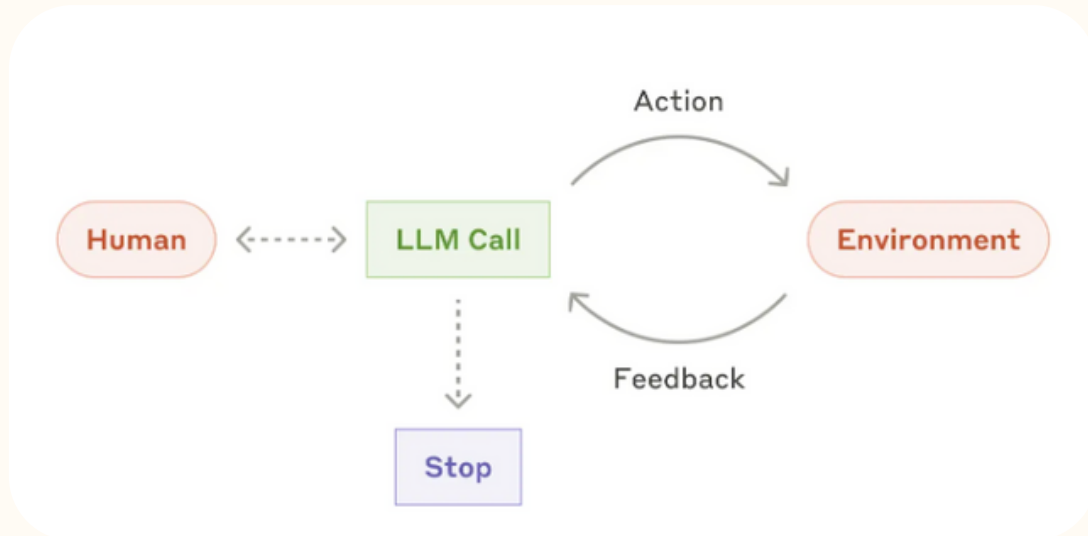 Action
Human
LLM Call
Environment
Feedback
Stop